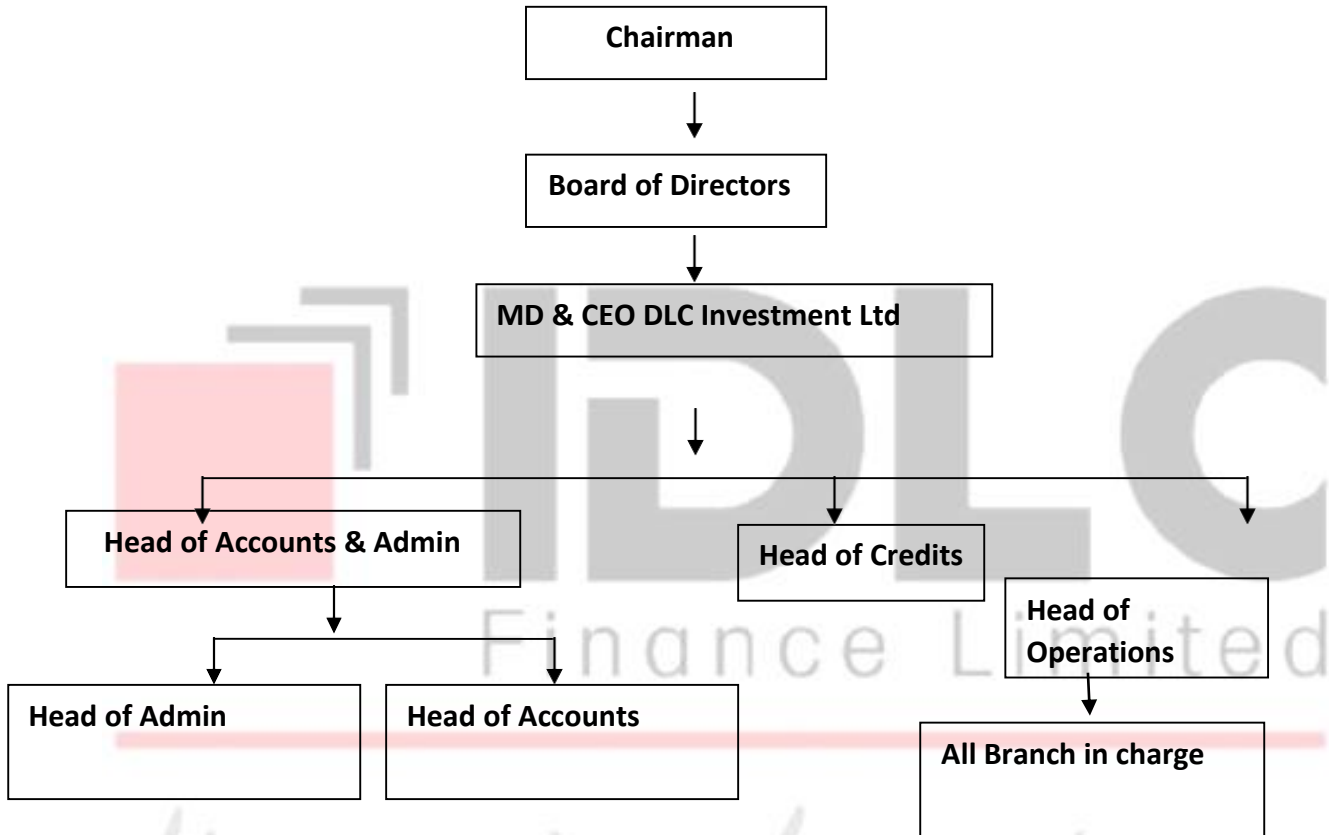 Chairman
Board of Directors
MD & CEO DLC Investment Ltd
Head of Accounts & Admin
Head of Credits
Head of
Operations
Head of Admin
Head of Accounts
All Branch in charge
IDLC
Finance Limited